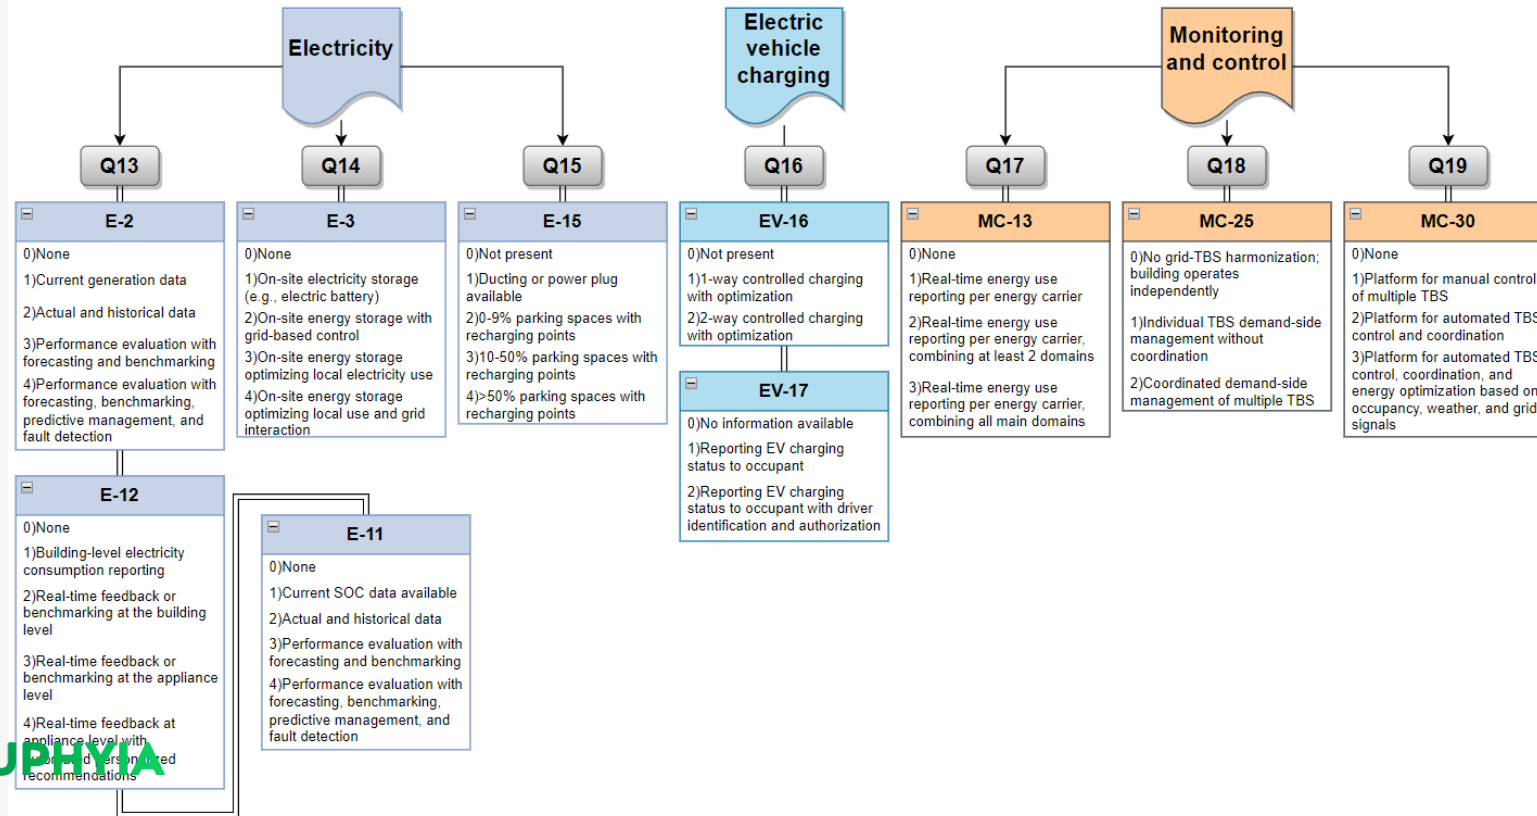 Electricity
Electric
vehicle
charging
Monitoring
and control
Q13
Q14
Q15
Q16
Q17
Q18
Q19
E-2
0)None
1)Current generation data
2)Actual and historical data
3)Performance evaluation with
forecasting and benchmarking
4)Performance evaluation with
forecasting, benchmarking,
predictive management, and
fault detection
E-3
0)None
1)On-site electricity storage
(e.g., electric battery)
2)On-site energy storage with
grid-based control
3)On-site energy storage
optimizing local electricity use
4)On-site energy storage
optimizing local use and grid
interaction
E-15
0)Not present
1)Ducting or power plug
available
2)0-9% parking spaces with
recharging points
3)10-50% parking spaces with
recharging points
4)>50% parking spaces with
recharging points
EV-16
0)Not present
1)1-way controlled charging
with optimization
2)2-way controlled charging
with optimization
EV-17
0)No information available
1)Reporting EV charging
status to occupant
2)Reporting EV charging
status to occupant with driver
identification and authorization
MC-13
0)None
1)Real-time energy use
reporting per energy carrier
2)Real-time energy use
reporting per energy carrier,
combining at least 2 domains
3)Real-time energy use
reporting per energy carrier,
combining all main domains
MC-25
0)No grid-TBS harmonization;
building operates
independently
1)Individual TBS demand-side
management without
coordination
2)Coordinated demand-side
management of multiple TBS
MC-30
0)None
1)Platform for manual control
of multiple TBS
2)Platform for automated TBS
control and coordination
3)Platform for automated TBS
control, coordination, and
energy optimization based on
occupancy, weather, and grid
signals
E-12
0)None
1)Building-level electricity
consumption reporting
2)Real-time feedback or
benchmarking at the building
level
3)Real-time feedback or
benchmarking at the appliance
level
4)Real-time feedback at
appliance level with
automated personalized
recommendations
UPHYIA
E-11
0)None
1)Current SOC data available
2)Actual and historical data
3)Performance evaluation with
forecasting and benchmarking
4)Performance evaluation with
forecasting, benchmarking,
predictive management, and
fault detection